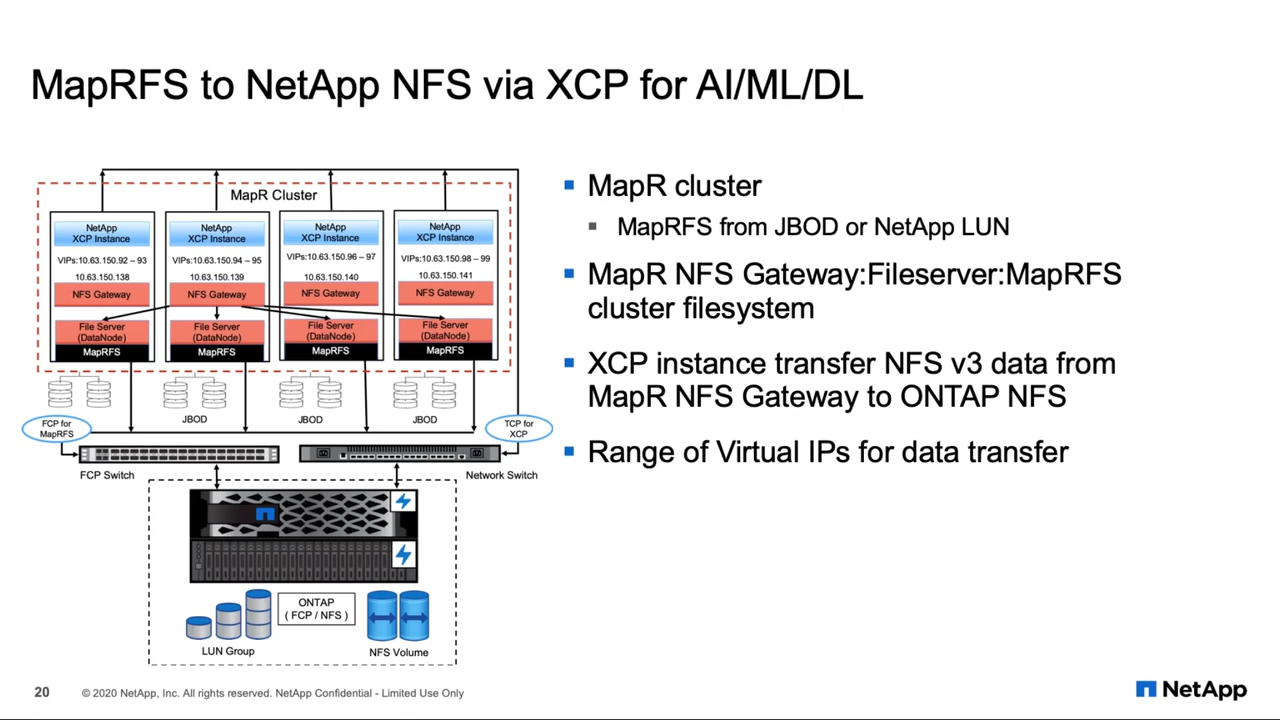 MapRFS to NetApp NFS via XCP for AI/ML/DL
MapR Cluster
NetApp
XCP Instance
VIPs:10.63.150.92 – 93
10.63.150.138
NFS Gateway
File Server
(DataNode)
MapRFS
NetApp
XCP Instance
VIPs:10.63.150.94 – 95
10.63.150.139
NFS Gateway
File Server
(DataNode)
MapRFS
NetApp
XCP Instance
VIPs:10.63.150.96 – 97
10.63.150.140
NFS Gateway
File Server
(DataNode)
MapRFS
NetApp
XCP Instance
VIPs:10.63.150.98 – 99
10.63.150.141
NFS Gateway
File Server
(DataNode)
MapRFS
JBOD
JBOD
JBOD
FCP for
MapRFS
TCP for
XCP
FCP Switch
Network Switch
ONTAP
( FCP / NFS )
LUN Group
NFS Volume
MapR cluster
MapRFS from JBOD or NetApp LUN
MapR NFS Gateway:Fileserver:MapRFS
cluster filesystem
XCP instance transfer NFS v3 data from
MapR NFS Gateway to ONTAP NFS
Range of Virtual IPs for data transfer
20
© 2020 NetApp, Inc. All rights reserved. NetApp Confidential - Limited Use Only
NetApp